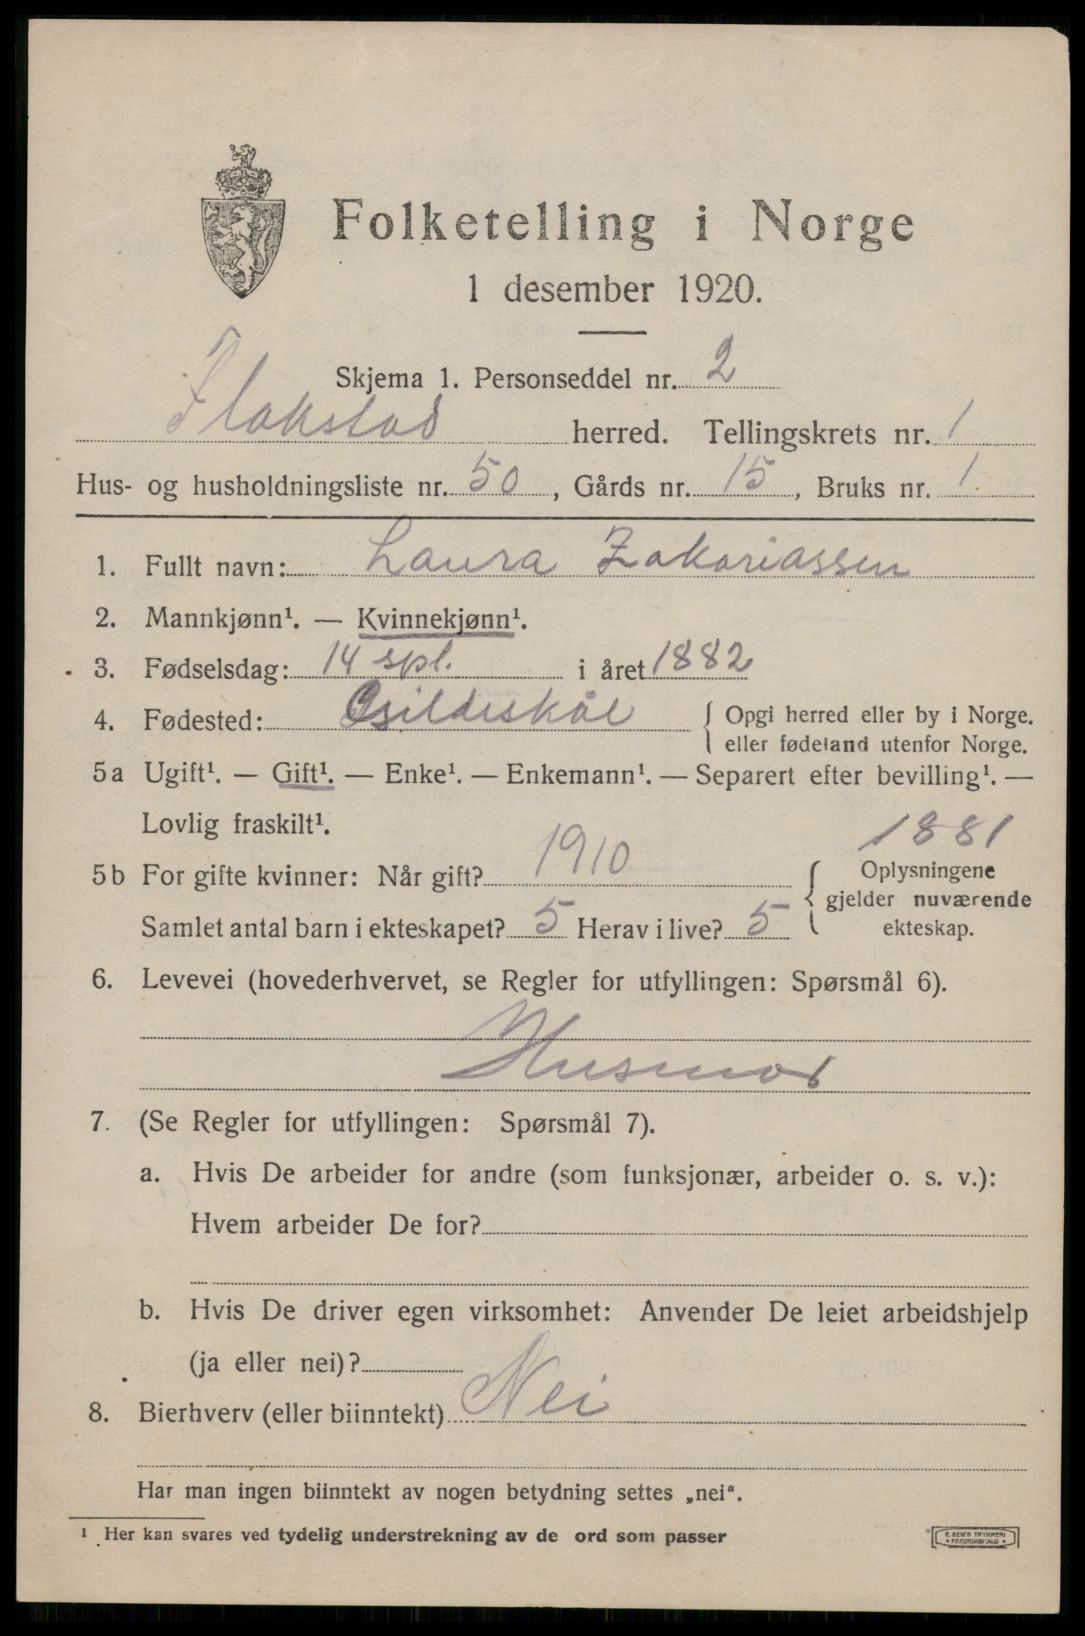 Folketelling i Norge
1 desember 1920.
Skjema 1. Personseddel nr. 2
Flakstad herred. Tellingskrets nr. 1
Hus- og husholdningsliste nr. 50, Gårds nr. 15, Bruks nr. 1.
1. Fullt navn: Laura Zakariassen
2. Mannkjønn¹. — Kvinnekjønn¹.
3. Fødselsdag: 14 spt. i året 1882
4. Fødested: Gildeskål { Opgi herred eller by i Norge.
eller fødeland utenfor Norge.
5a Ugift¹. — Gift¹. — Enke¹. — Enkemann¹. — Separert efter bevilling¹. —
Lovlig fraskilt¹.
1881
5b For gifte kvinner: Når gift? 1910 { Oplysningene
gjelder nuværende
Samlet antal barn i ekteskapet? 5 Herav i live? 5 ekteskap.
6. Levevei (hovederhvervet, se Regler for utfyllingen: Spørsmål 6).
Husmor
7. (Se Regler for utfyllingen: Spørsmål 7).
a. Hvis De arbeider for andre (som funksjonær, arbeider o. s. v.):
Hvem arbeider De for?
b. Hvis De driver egen virksomhet: Anvender De leiet arbeidshjelp
(ja eller nei)?
8. Bierhverv (eller biinntekt) Nei
Har man ingen biinntekt av nogen betydning settes „nei“.
¹ Her kan svares ved tydelig understrekning av de ord som passer
E. SEM'S TRYKKERI
FREDRIKSHALD